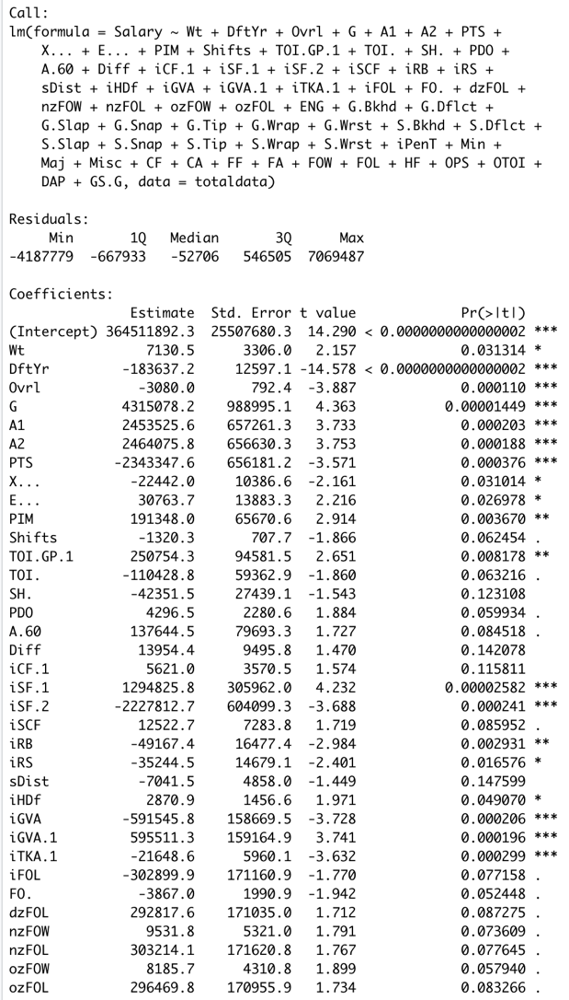 Call:
lm(formula = Salary ~ Wt + DftYr + Ovrl + G + A1 + A2 + PTS +
X... + E... + PIM + Shifts + TOI.GP.1 + TOI. + SH. + PDO +
A.60 + Diff + iCF.1 + iSF.1 + iSF.2 + iSCF + iRB + iRS +
sDist + iHDf + iGVA + iGVA.1 + iTKA.1 + iFOL + FO. + dzFOL +
nzFOW + nzFOL + ozFOW + ozFOL + ENG + G.Bkhd + G.Dflct +
G.Slap + G.Snap + G.Tip + G.Wrap + G.Wrst + S.Bkhd + S.Dflct +
S.Slap + S.Snap + S.Tip + S.Wrap + S.Wrst + iPenT + Min +
Maj + Misc + CF + CA + FF + FA + FOW + FOL + HF + OPS + OTOI +
DAP + GS.G, data = totaldata)
Residuals:
Min 1Q Median 3Q Max
-4187779 -667933 -52706 546505 7069487
Coefficients:
Estimate Std. Error t value Pr(>|t|)
(Intercept) 364511892.3 25507680.3 14.290 < 0.0000000000000002 ***
Wt 7130.5 3306.0 2.157 0.031314 *
DftYr -183637.2 12597.1 -14.578 < 0.0000000000000002 ***
Ovrl -3080.0 792.4 -3.887 0.000110 ***
G 4315078.2 988995.1 4.363 0.00001449 ***
A1 2453525.6 657261.3 3.733 0.000203 ***
A2 2464075.8 656630.3 3.753 0.000188 ***
PTS -2343347.6 656181.2 -3.571 0.000376 ***
X... -22442.0 10386.6 -2.161 0.031014 *
E... 30763.7 13883.3 2.216 0.026978 *
PIM 191348.0 65670.6 2.914 0.003670 **
Shifts -1320.3 707.7 -1.866 0.062454 .
TOI.GP.1 250754.3 94581.5 2.651 0.008178 **
TOI. -110428.8 59362.9 -1.860 0.063216 .
SH. -42351.5 27439.1 -1.543 0.123108
PDO 4296.5 2280.6 1.884 0.059934 .
A.60 137644.5 79693.3 1.727 0.084518 .
Diff 13954.4 9495.8 1.470 0.142078
iCF.1 5621.0 3570.5 1.574 0.115811
iSF.1 1294825.8 305962.0 4.232 0.00002582 ***
iSF.2 -2227812.7 604099.3 -3.688 0.000241 ***
iSCF 12522.7 7283.8 1.719 0.085952 .
iRB -49167.4 16477.4 -2.984 0.002931 **
iRS -35244.5 14679.1 -2.401 0.016576 *
sDist -7041.5 4858.0 -1.449 0.147599
iHDf 2870.9 1456.6 1.971 0.049070 *
iGVA -591545.8 158669.5 -3.728 0.000206 ***
iGVA.1 595511.3 159164.9 3.741 0.000196 ***
iTKA.1 -21648.6 5960.1 -3.632 0.000299 ***
iFOL -302899.9 171160.9 -1.770 0.077158 .
FO. -3867.0 1990.9 -1.942 0.052448 .
dzFOL 292817.6 171035.0 1.712 0.087275 .
nzFOW 9531.8 5321.0 1.791 0.073609 .
nzFOL 303214.1 171620.8 1.767 0.077645 .
ozFOW 8185.7 4310.8 1.899 0.057940 .
ozFOL 296469.8 170955.9 1.734 0.083266 .